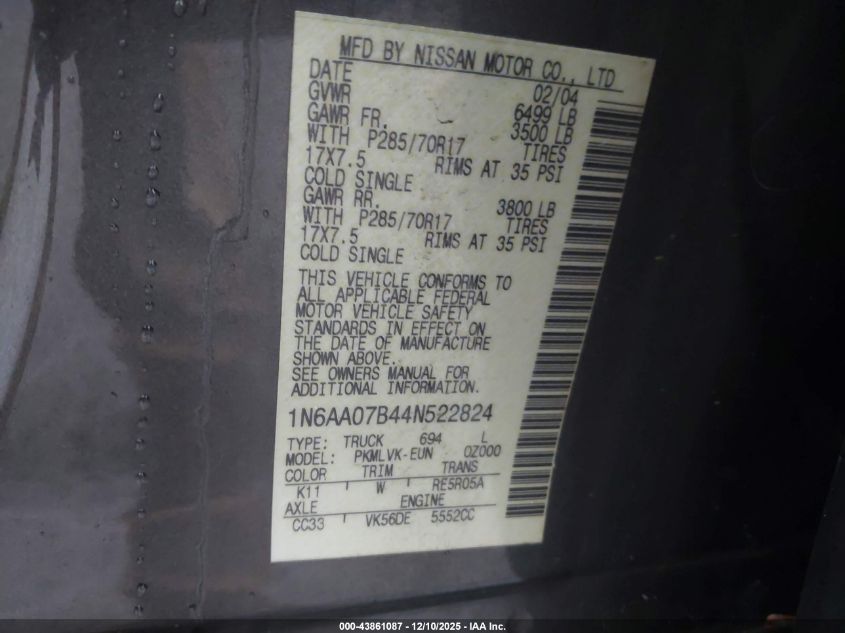 MFD BY NISSAN MOTOR CO., LTD
DATE 02/04
GVWR 6499 LB
GAWR FR. 3500 LB
WITH P285/70R17 TIRES
17X7.5 RIMS AT 35 PSI
COLD SINGLE
GAWR RR. 3800 LB
WITH P285/70R17 TIRES
17X7.5 RIMS AT 35 PSI
COLD SINGLE
THIS VEHICLE CONFORMS TO
ALL APPLICABLE FEDERAL
MOTOR VEHICLE SAFETY
STANDARDS IN EFFECT ON
THE DATE OF MANUFACTURE
SHOWN ABOVE.
SEE OWNERS MANUAL FOR
ADDITIONAL INFORMATION.
1N6AA07B44N522824
TYPE: TRUCK 694 L
MODEL: PKMLVK-EUN 0Z000
COLOR TRIM TRANS
K11 W RE5R05A
AXLE ENGINE
CC33 VK56DE 5552CC
000-43861087 - 12/10/2025 - IAA Inc.